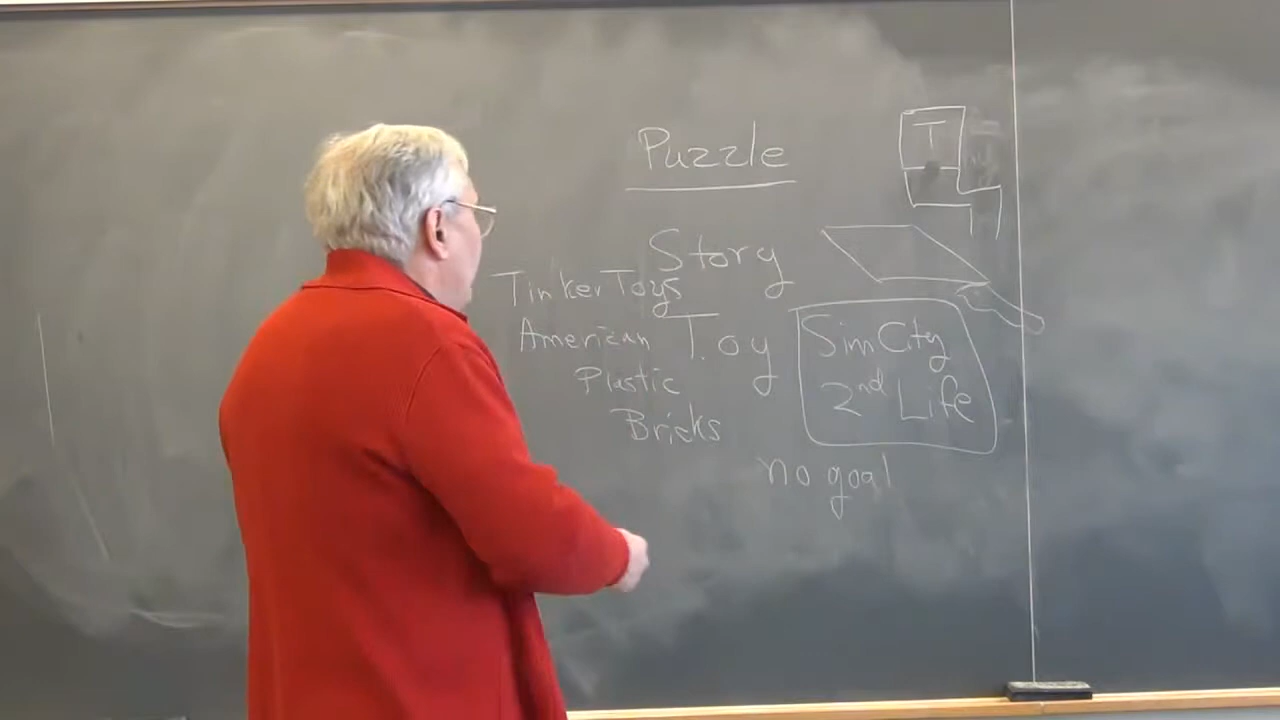 Puzzle
T
Story
TinkerToys
American
Toy
Plastic
Bricks
SimCity
2nd Life
no goal